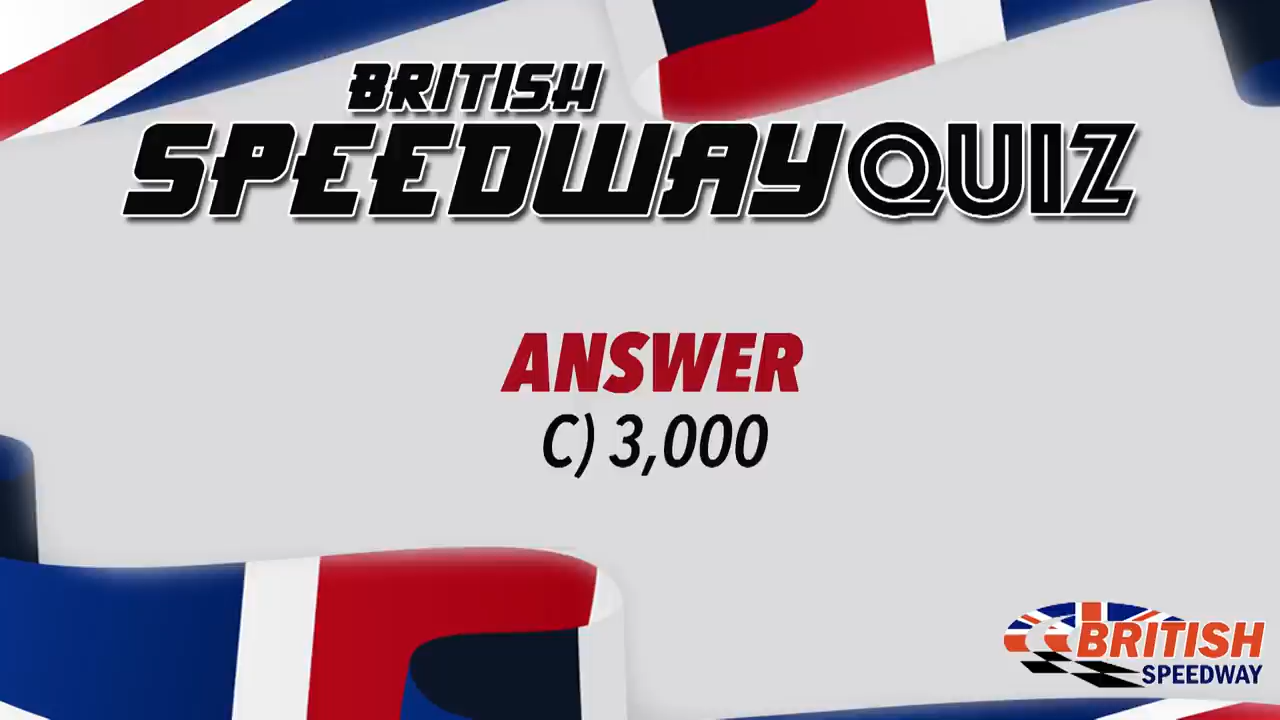 BRITISH
SPEEDWAY QUIZ
ANSWER
C) 3,000
BRITISH
SPEEDWAY